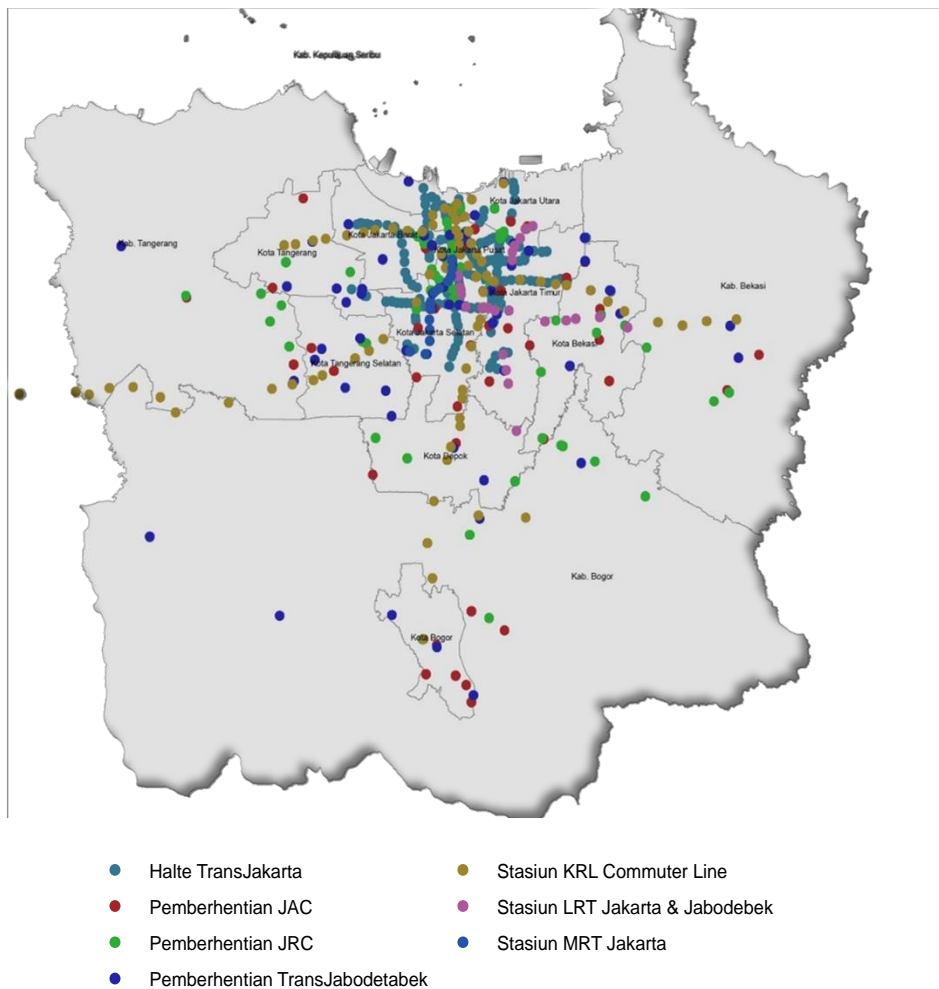 Kab. Kepulauan Seribu
Kota Jakarta Utara
Kota Jakarta Barat
Kab. Tangerang
Kota Tangerang
Kota Jakarta Pusat
Kab. Bekasi
Kota Jakarta Timur
Kota Jakarta Selatan
Kota Bekasi
Kota Tangerang Selatan
Kota Depok
Kab. Bogor
Kota Bogor
Halte TransJakarta
Pemberhentian JAC
Pemberhentian JRC
Pemberhentian TransJabodetabek
Stasiun KRL Commuter Line
Stasiun LRT Jakarta & Jabodebek
Stasiun MRT Jakarta